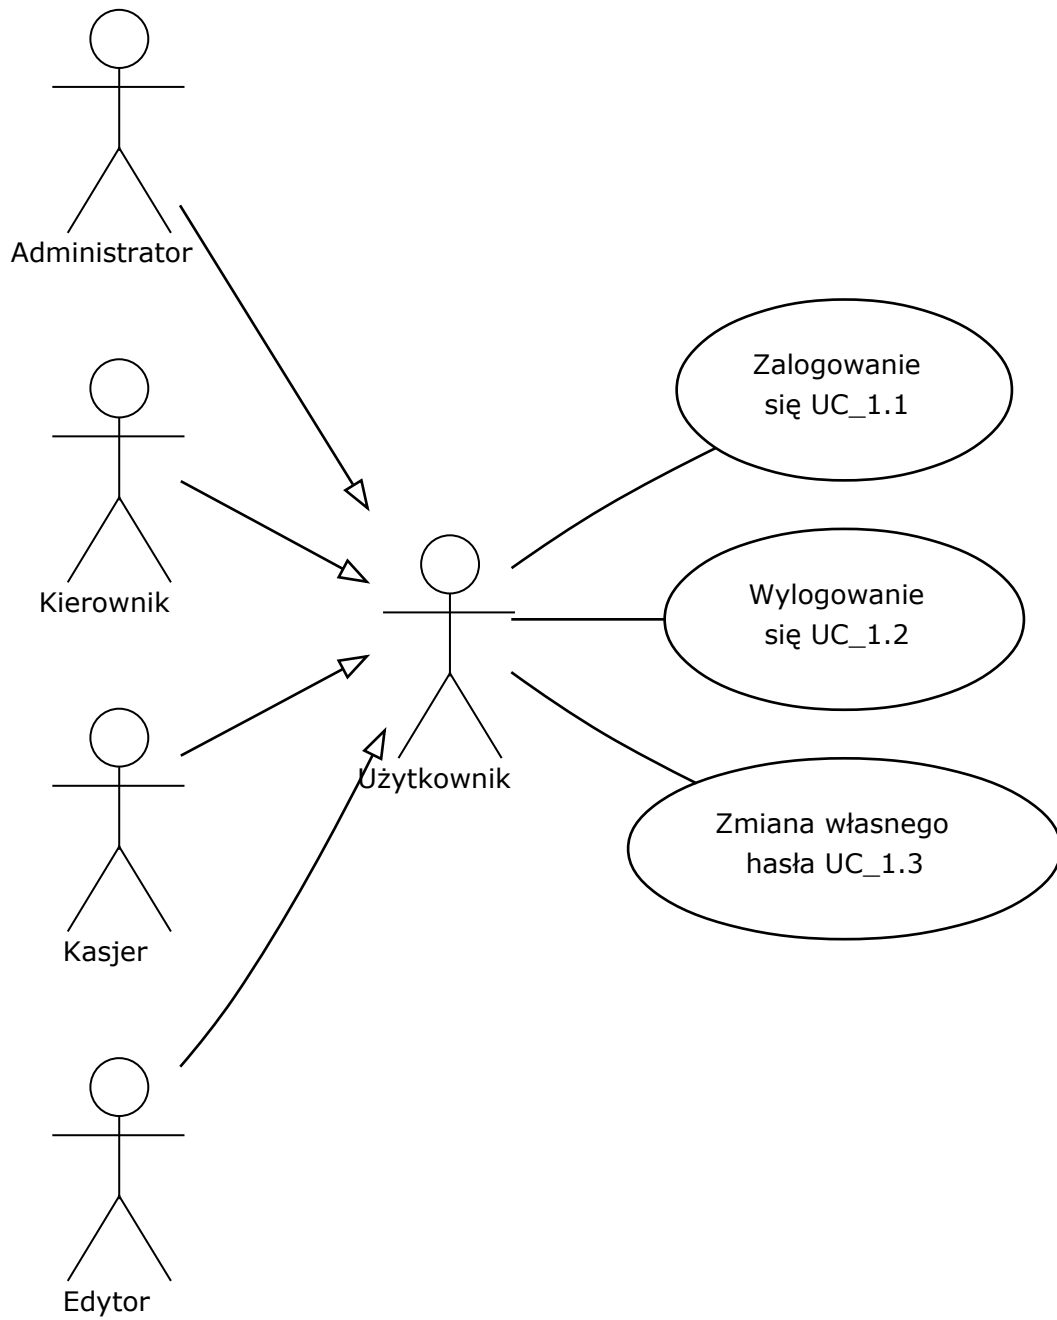 Administrator
Zalogowanie
się UC_1.1
Kierownik
Wylogowanie
się UC_1.2
Użytkownik
Zmiana własnego
hasła UC_1.3
Kasjer
Edytor